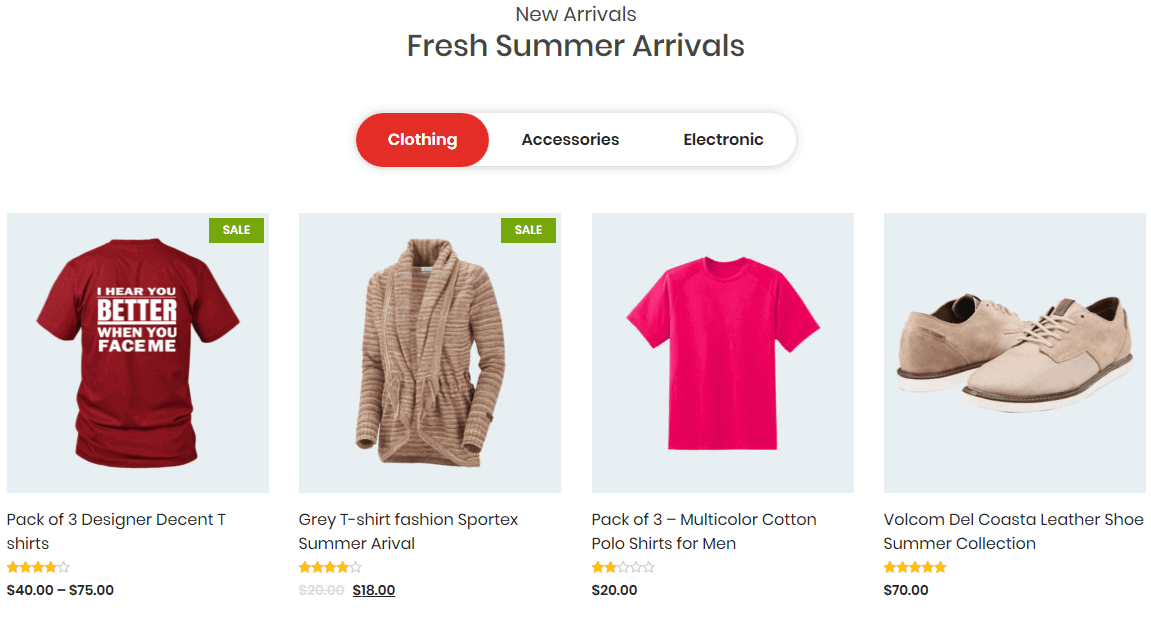 New Arrivals
Fresh Summer Arrivals
Clothing Accessories Electronic
SALE
SALE
I HEAR YOU
BETTER
WHEN YOU
FACE ME
Pack of 3 Designer Decent T
shirts
$40.00 – $75.00
Grey T-shirt fashion Sportex
Summer Arival
$20.00 $18.00
Pack of 3 – Multicolor Cotton
Polo Shirts for Men
$20.00
Volcom Del Coasta Leather Shoe
Summer Collection
$70.00